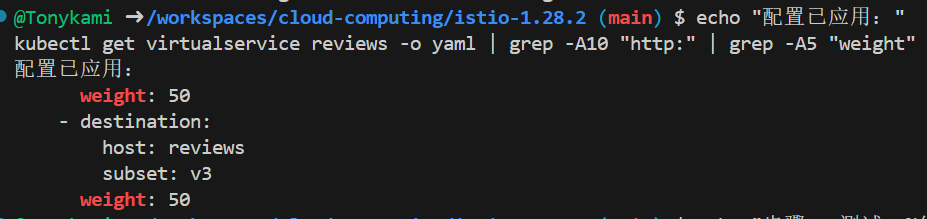 @Tonykami ➜/workspaces/cloud-computing/istio-1.28.2 (main) $ echo "配置已应用："
kubectl get virtualservice reviews -o yaml | grep -A10 "http:" | grep -A5 "weight"
配置已应用：
      weight: 50
    - destination:
        host: reviews
        subset: v3
      weight: 50